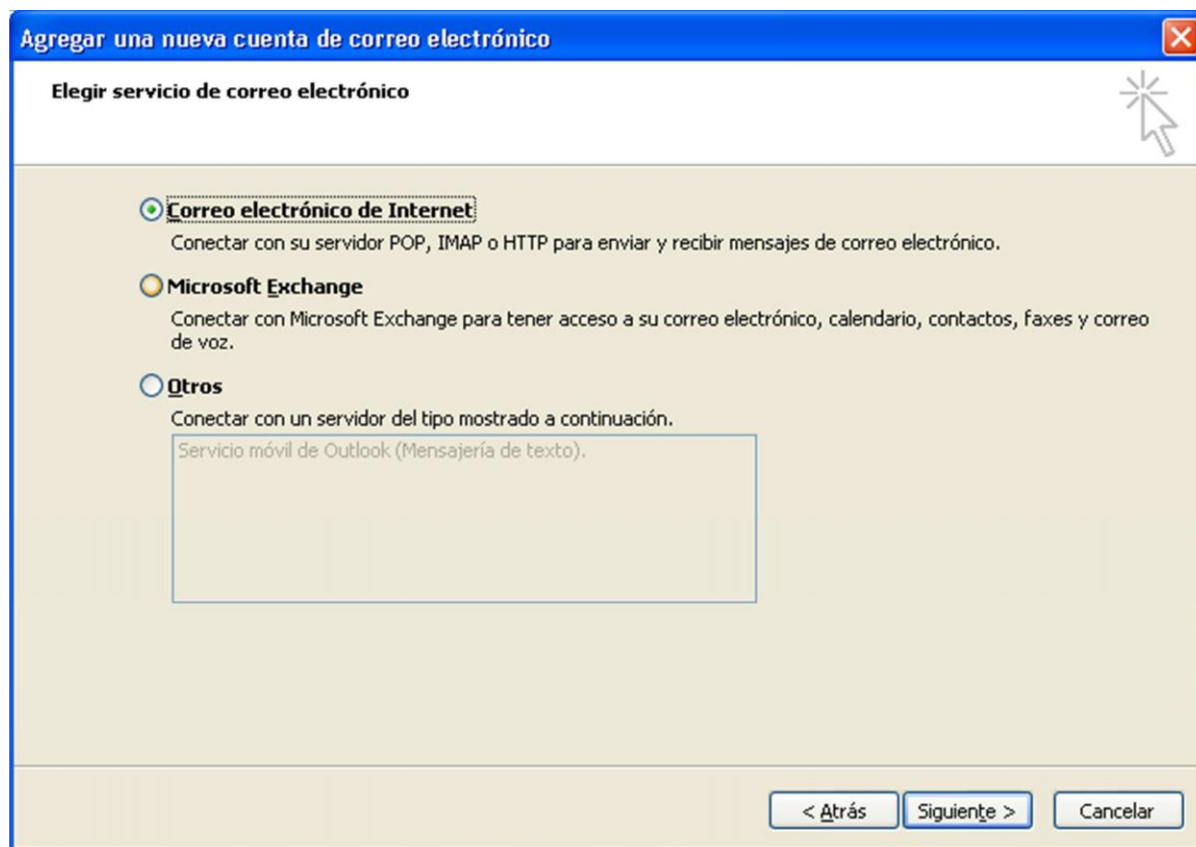 Agregar una nueva cuenta de correo electrónico
Elegir servicio de correo electrónico
Correo electrónico de Internet
Conectar con su servidor POP, IMAP o HTTP para enviar y recibir mensajes de correo electrónico.
Microsoft Exchange
Conectar con Microsoft Exchange para tener acceso a su correo electrónico, calendario, contactos, faxes y correo
de voz.
Otros
Conectar con un servidor del tipo mostrado a continuación.
Servicio móvil de Outlook (Mensajería de texto).
< Atrás Siguiente > Cancelar